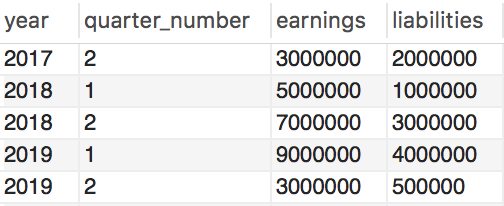 year quarter_number earnings liabilities
2017 2 3000000 2000000
2018 1 5000000 1000000
2018 2 7000000 3000000
2019 1 9000000 4000000
2019 2 3000000 500000